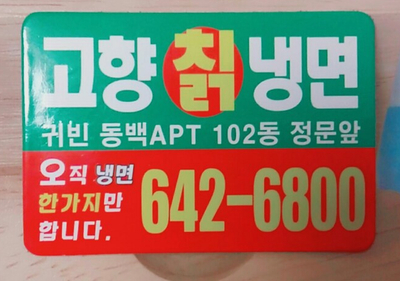 고향칡냉면
귀빈 동백APT 102동 정문앞
오직 냉면
한가지만
합니다.
642-6800